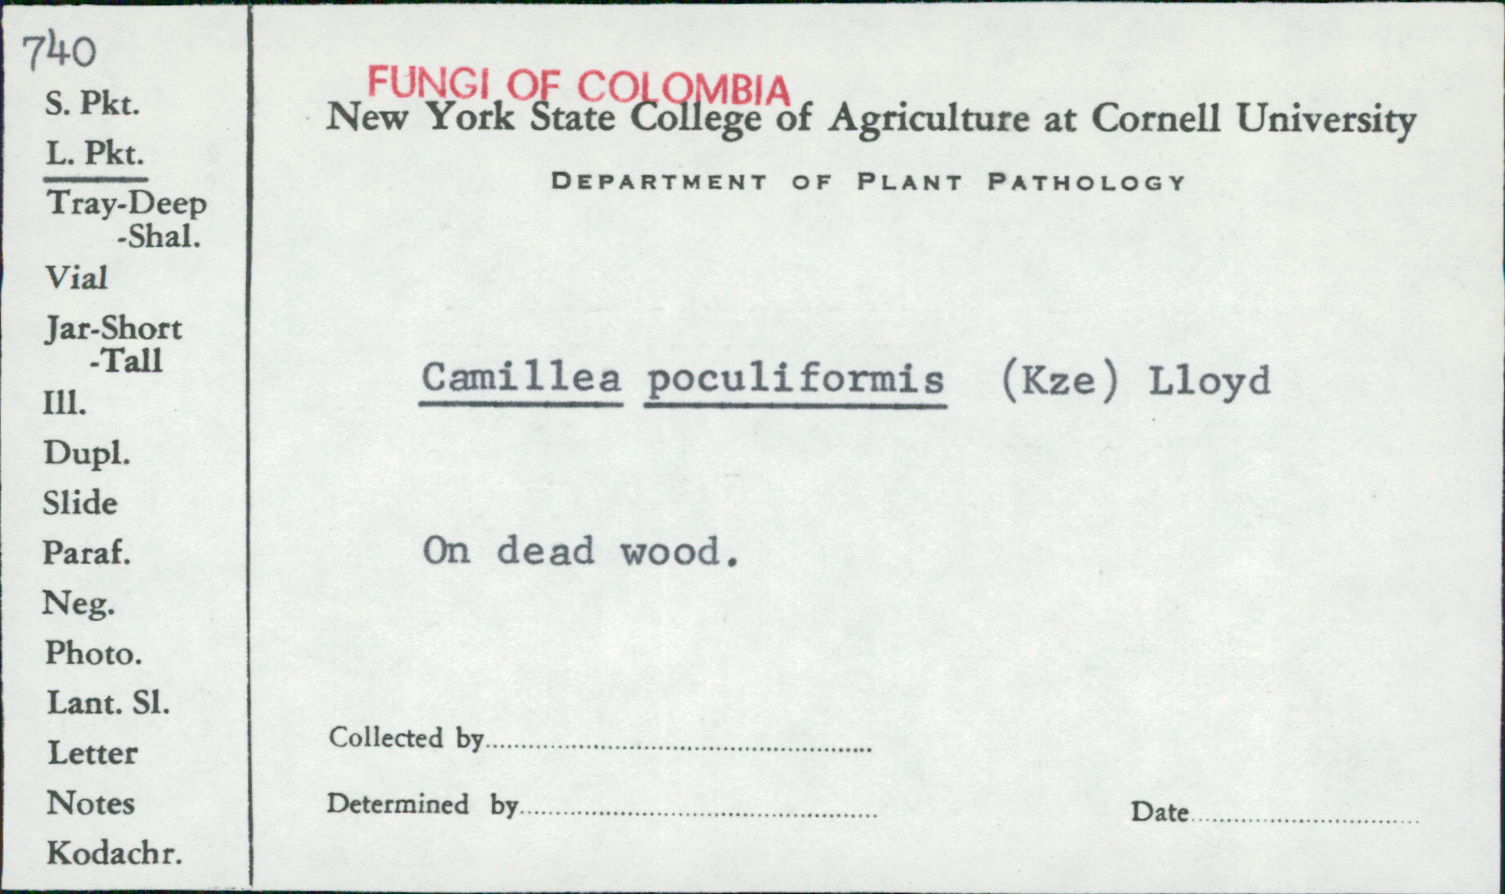 740
S. Pkt.
L. Pkt.
Tray-Deep
-Shal.
Vial
Jar-Short
-Tall
Ill.
Dupl.
Slide
Paraf.
Neg.
Photo.
Lant. Sl.
Letter
Notes
Kodachr.
FUNGI OF COLOMBIA
New York State College of Agriculture at Cornell University
DEPARTMENT OF PLANT PATHOLOGY
Camillea poculiformis (Kze) Lloyd
On dead wood.
Collected by
Determined by
Date